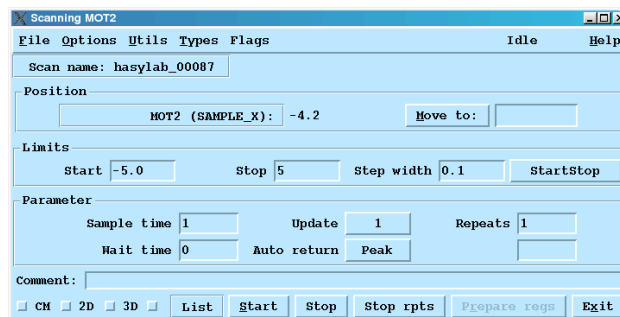 Scanning MOT2
File Options Utils Types Flags Idle Help
Scan name: hasylab_00087
Position
MOT2 (SAMPLE_X): -4.2 Move to:
Limits
Start -5.0 Stop 5 Step width 0.1 StartStop
Parameter
Sample time 1 Update 1 Repeats 1
Wait time 0 Auto return Peak
Comment:
CM 2D 3D List Start Stop Stop rpts Prepare regs Exit